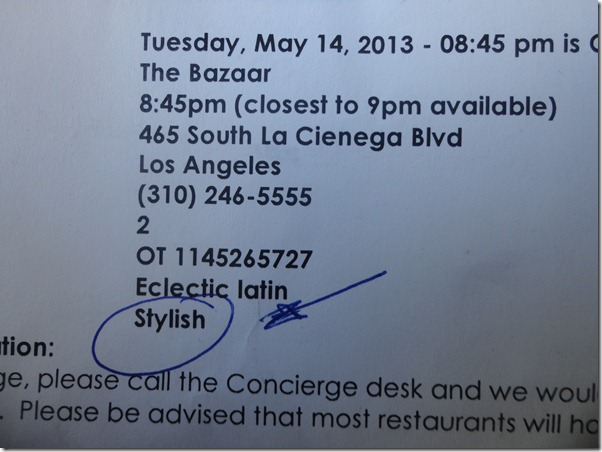 Tuesday, May 14, 2013 - 08:45 pm is
The Bazaar
8:45pm (closest to 9pm available)
465 South La Cienega Blvd
Los Angeles
(310) 246-5555
2
OT 1145265727
Eclectic latin
Stylish
tion:
ge, please call the Concierge desk and we woul
. Please be advised that most restaurants will ho